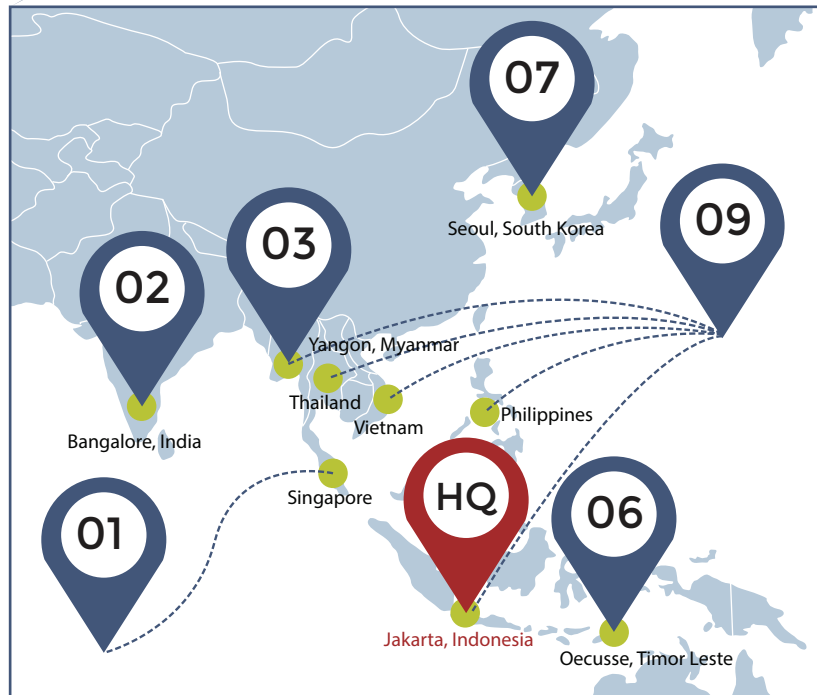 07
Seoul, South Korea
09
03
02
Yangon, Myanmar
Thailand
Vietnam
Philippines
Bangalore, India
Singapore
01
HQ
06
Jakarta, Indonesia
Oecusse, Timor Leste